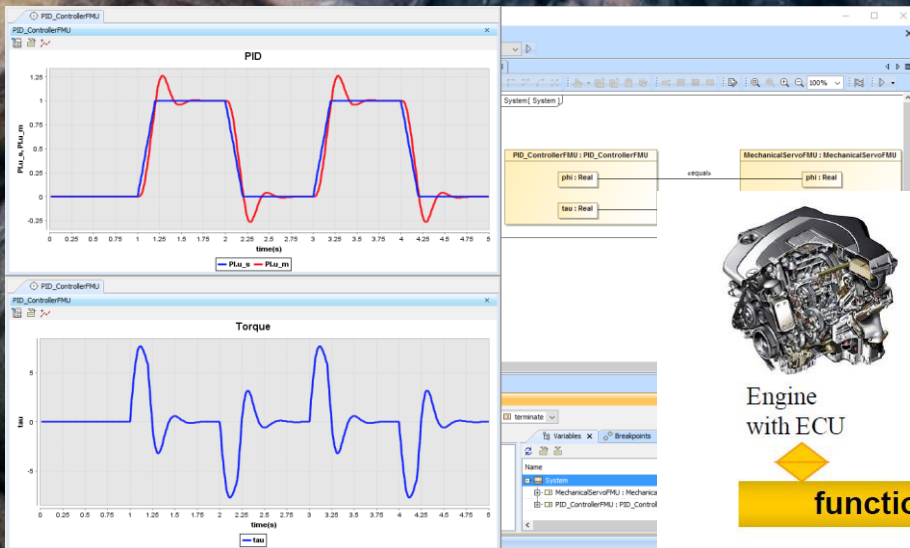 PID_ControllerFMU
PID_ControllerFMU
PID
1.25
1
0.75
0.5
0.25
0
-0.25
PI.u_s, PI.u_m
0 0.25 0.5 0.75 1 1.25 1.5 1.75 2 2.25 2.5 2.75 3 3.25 3.5 3.75 4 4.25 4.5 4.75 5
time(s)
PI.u_s PI.u_m
PID_ControllerFMU
PID_ControllerFMU
Torque
5
0
-5
tau
0 0.25 0.5 0.75 1 1.25 1.5 1.75 2 2.25 2.5 2.75 3 3.25 3.5 3.75 4 4.25 4.5 4.75 5
time(s)
tau
100%
System[ System ]
PID_ControllerFMU : PID_ControllerFMU
phi : Real
tau : Real
«equal»
MechanicalServoFMU : MechanicalServoFMU
phi : Real
Engine
with ECU
functio
terminate
Variables
Breakpoints
Name
System
MechanicalServoFMU : Mechanica
PID_ControllerFMU : PID_Control